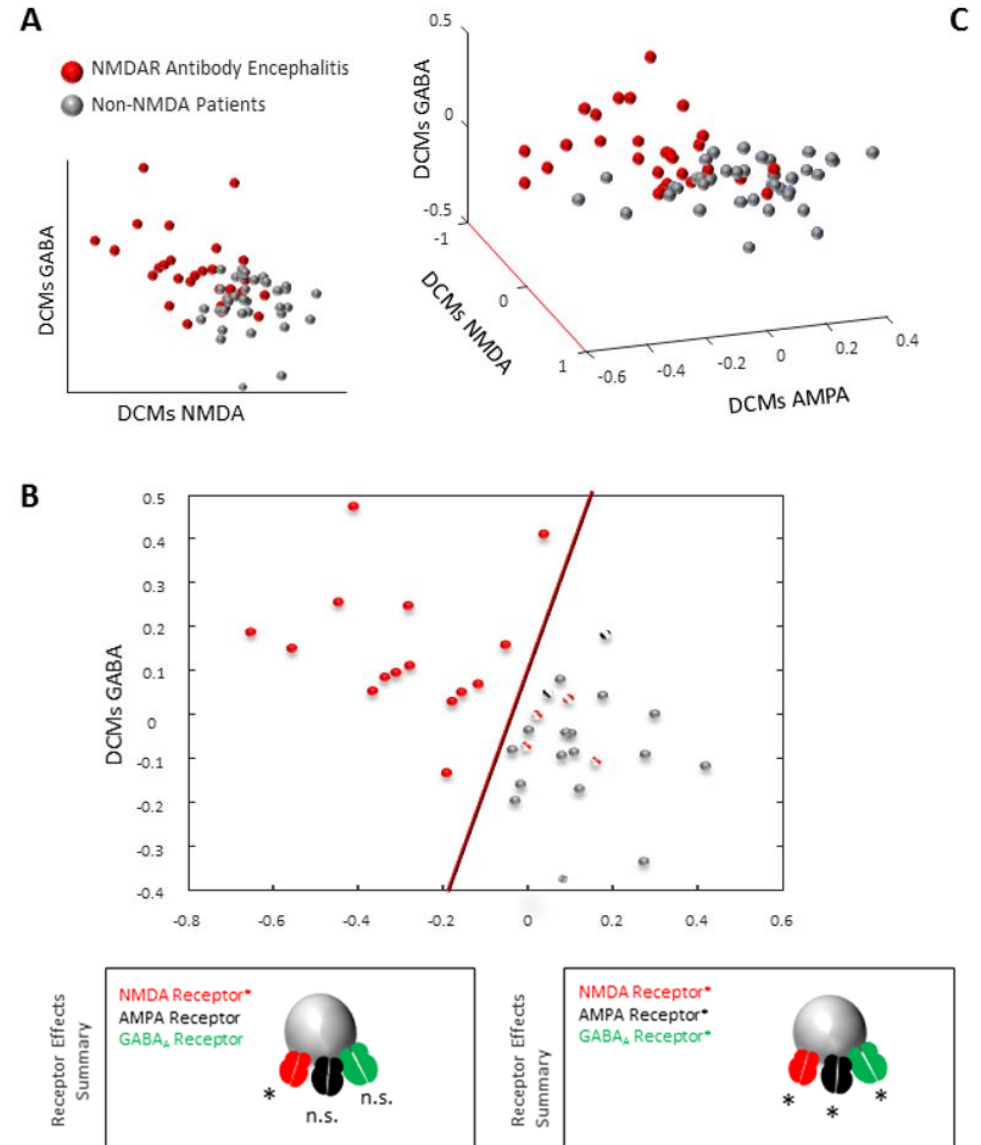 A
NMDAR Antibody Encephalitis
Non-NMDA Patients
DCMs GABA
DCMs NMDA
C
0.5
0
-0.5
DCMs GABA
-1
0
1
DCMs NMDA
-0.6
-0.4
-0.2
0
0.2
0.4
DCMs AMPA
B
0.5
0.4
0.3
0.2
0.1
0
-0.1
-0.2
-0.3
-0.4
DCMs GABA
-0.8
-0.6
-0.4
-0.2
0
0.2
0.4
0.6
Receptor Effects
Summary
NMDA Receptor*
AMPA Receptor
GABAA Receptor
*
n.s.
n.s.
Receptor Effects
Summary
NMDA Receptor*
AMPA Receptor*
GABAA Receptor*
*
*
*